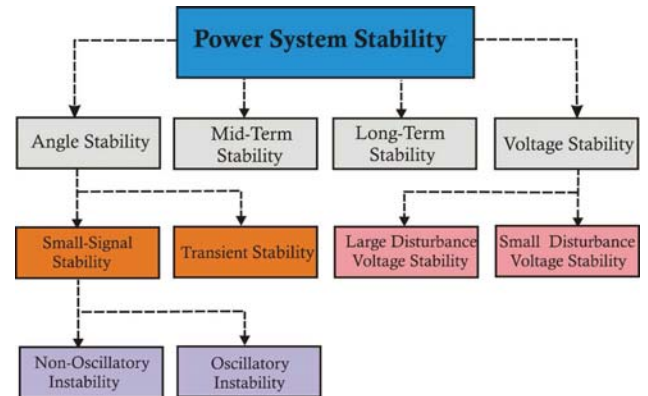 Power System Stability
Angle Stability
Mid-Term
Stability
Long-Term
Stability
Voltage Stability
Small-Signal
Stability
Transient Stability
Large Disturbance
Voltage Stability
Small Disturbance
Voltage Stability
Non-Oscillatory
Instability
Oscillatory
Instability